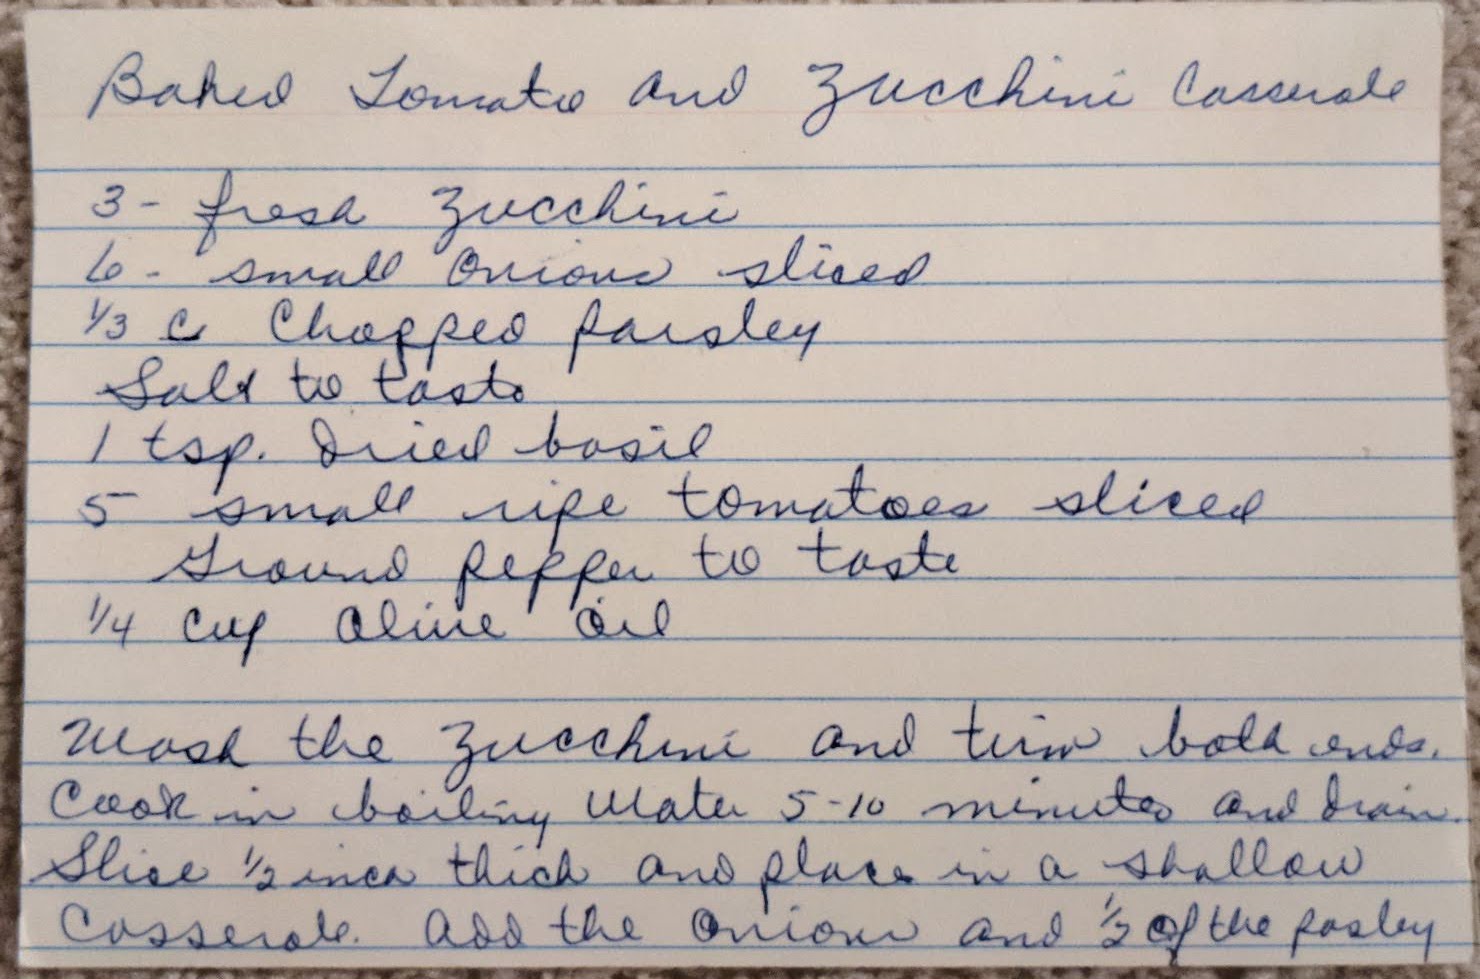 Baked Tomato and Zucchini Casserole
3- fresh Zucchini
6- small onions sliced
1/3 c Chopped parsley
Salt to taste
1 tsp. dried basil
5 small ripe tomatoes sliced
Ground pepper to taste
1/4 cup olive oil
Wash the Zucchini and trim both ends.
Cook in boiling Water 5-10 minutes and drain.
Slice 1/2 inch thick and place in a shallow
Casserole. Add the onions and 1/2 of the pasley